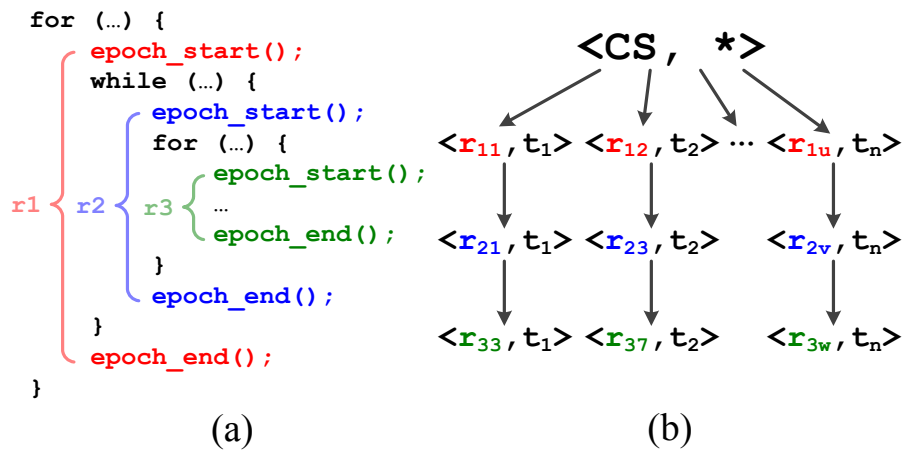 for (…) {
epoch_start();
while (…) {
epoch_start();
for (…) {
epoch_start();
r1 r2 r3 …
epoch_end();
}
epoch_end();
}
epoch_end();
}
(a)
<CS, *>
<r11,t1> <r12,t2> … <r1u,tn>
<r21,t1> <r23,t2> <r2v,tn>
<r33,t1> <r37,t2> <r3w,tn>
(b)